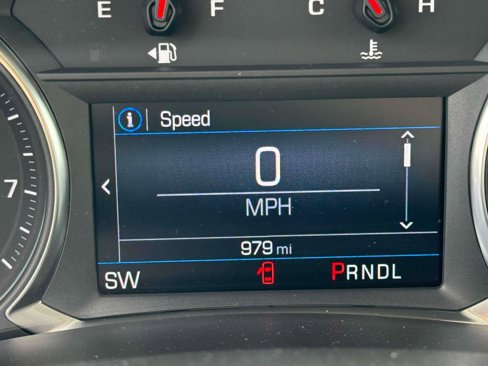 E F C H
7
i Speed
0
MPH
979 mi
SW PRNDL